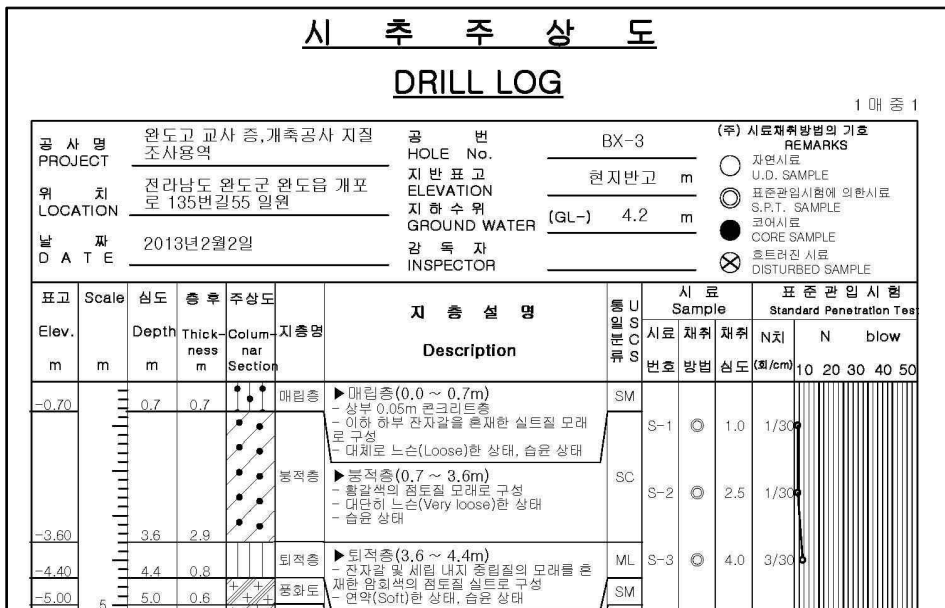 시 추 주 상 도
DRILL LOG
1 매 중 1
공 사 명
PROJECT
완도고 교사 증,개축공사 지질
조사용역
위 치
LOCATION
전라남도 완도군 완도읍 개포
로 135번길55 일원
날 짜
D A T E
2013년2월2일
공 번
HOLE No.
BX-3
지 반 표 고
ELEVATION
현지반고 m
지 하 수 위
GROUND WATER
(GL-) 4.2 m
감 독 자
INSPECTOR
(주) 시료채취방법의 기호
REMARKS
자연시료
U.D. SAMPLE
표준관입시험에 의한시료
S.P.T. SAMPLE
코어시료
CORE SAMPLE
흐트러진 시료
DISTURBED SAMPLE
표고
Elev.
m
Scale
m
심도
Depth
m
층 후
Thick-
ness
m
주상도
Colum-
nar
Section
지층명
지 층 설 명
Description
통일분류
USCS
시 료
Sample
시료
번호
채취
방법
채취
심도
표 준 관 입 시 험
Standard Penetration Test
N치
(회/cm)
N blow
10 20 30 40 50
-0.70 0.7 0.7 매립층
▶매립층(0.0 ~ 0.7m)
- 상부 0.05m 콘크리트층
- 이하 하부 잔자갈을 혼재한 실트질 모래
로 구성
- 대체로 느슨(Loose)한 상태, 습윤 상태
SM
S-1 ◎ 1.0 1/30
-3.60 3.6 2.9 붕적층
▶붕적층(0.7 ~ 3.6m)
- 황갈색의 점토질 모래로 구성
- 대단히 느슨(Very loose)한 상태
- 습윤 상태
SC
S-2 ◎ 2.5 1/30
-4.40 4.4 0.8 퇴적층
▶퇴적층(3.6 ~ 4.4m)
- 잔자갈 및 세립 내지 중립질의 모래를 혼
재한 암회색의 점토질 실트로 구성
- 연약(Soft)한 상태, 습윤 상태
ML
S-3 ◎ 4.0 3/30
-5.00 5 5.0 0.6 풍화토
SM